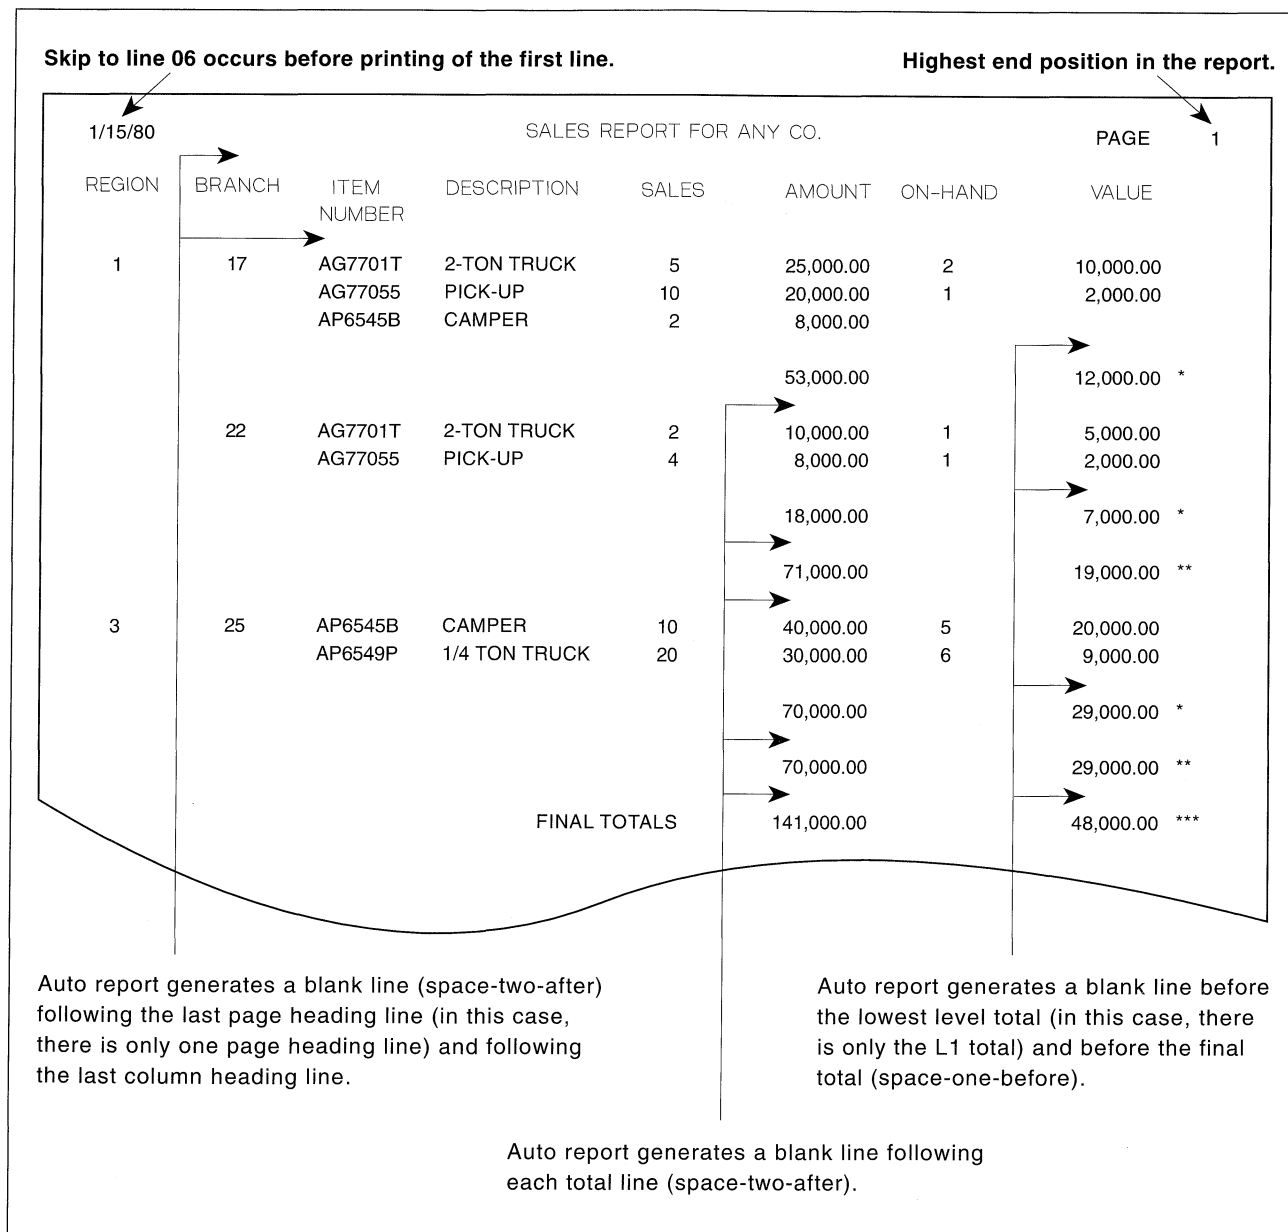 Skip to line 06 occurs before printing of the first line.
Highest end position in the report.
1/15/80 SALES REPORT FOR ANY CO. PAGE 1
REGION BRANCH ITEM DESCRIPTION SALES AMOUNT ON-HAND VALUE
NUMBER
1 17 AG7701T 2-TON TRUCK 5 25,000.00 2 10,000.00
AG77055 PICK-UP 10 20,000.00 1 2,000.00
AP6545B CAMPER 2 8,000.00
53,000.00 12,000.00 *
22 AG7701T 2-TON TRUCK 2 10,000.00 1 5,000.00
AG77055 PICK-UP 4 8,000.00 1 2,000.00
18,000.00 7,000.00 *
71,000.00 19,000.00 **
3 25 AP6545B CAMPER 10 40,000.00 5 20,000.00
AP6549P 1/4 TON TRUCK 20 30,000.00 6 9,000.00
70,000.00 29,000.00 *
70,000.00 29,000.00 **
FINAL TOTALS 141,000.00 48,000.00 ***
Auto report generates a blank line (space-two-after)
following the last page heading line (in this case,
there is only one page heading line) and following
the last column heading line.
Auto report generates a blank line before
the lowest level total (in this case, there
is only the L1 total) and before the final
total (space-one-before).
Auto report generates a blank line following
each total line (space-two-after).